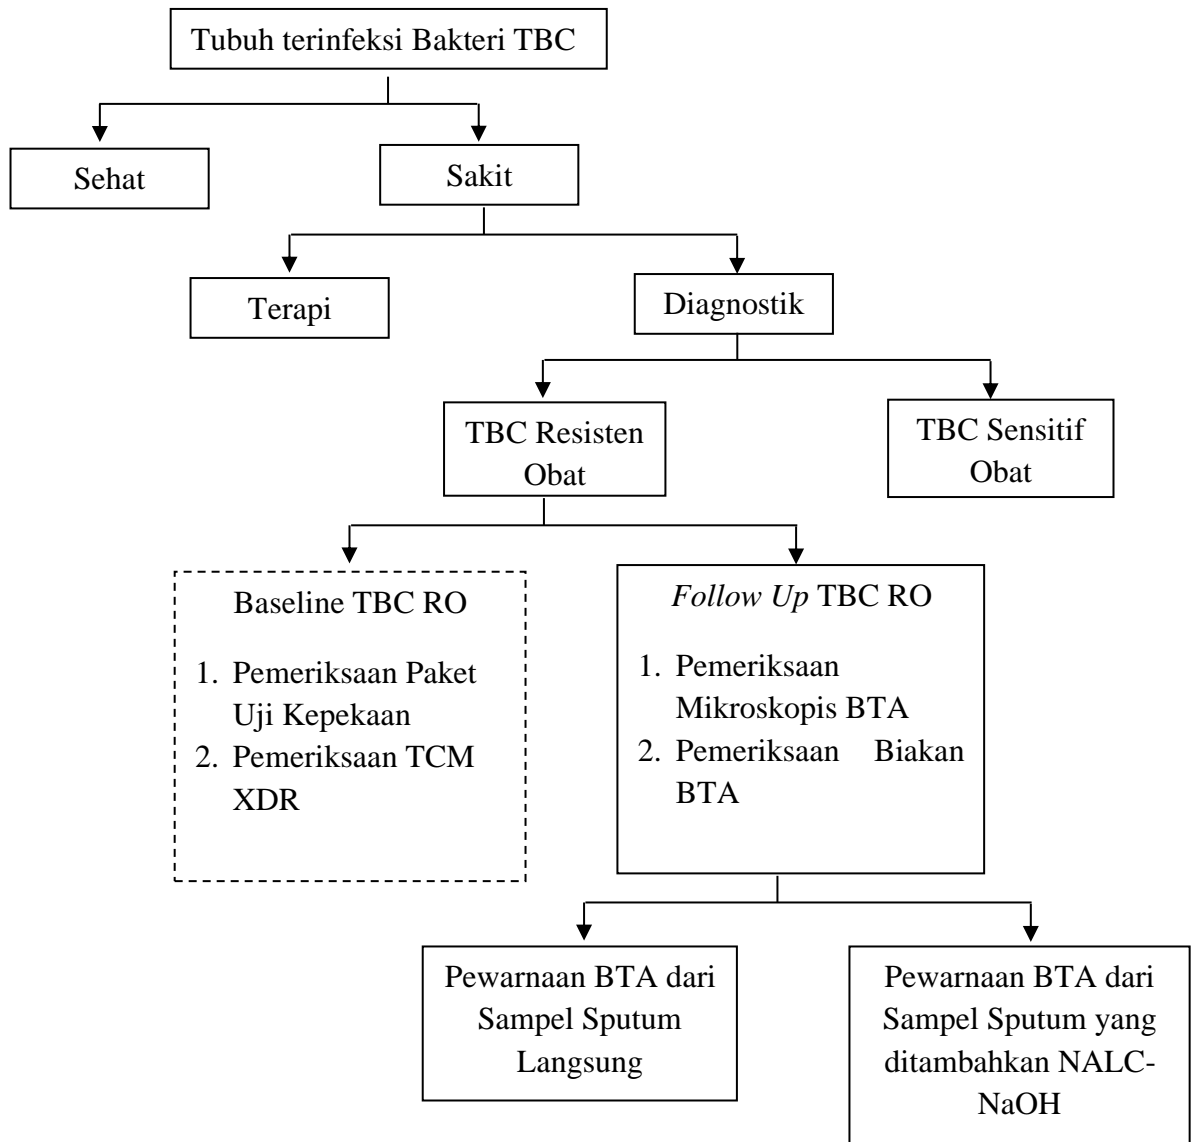 Tubuh terinfeksi Bakteri TBC
Sehat
Sakit
Terapi
Diagnostik
TBC Resisten
Obat
TBC Sensitif
Obat
Baseline TBC RO
1. Pemeriksaan Paket
Uji Kepekaan
2. Pemeriksaan TCM
XDR
Follow Up TBC RO
1. Pemeriksaan
Mikroskopis BTA
2. Pemeriksaan Biakan
BTA
Pewarnaan BTA dari
Sampel Sputum
Langsung
Pewarnaan BTA dari
Sampel Sputum yang
ditambahkan NALC-
NaOH